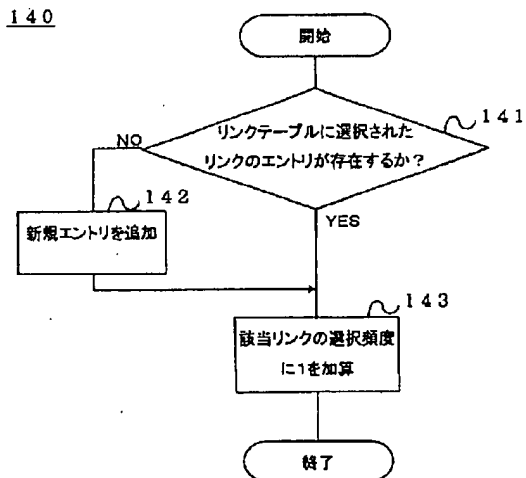 １４０
開始
リンクテーブルに選択された
リンクのエントリが存在するか？
１４１
NO
１４２
新規エントリを追加
YES
１４３
該当リンクの選択頻度
に1を加算
終了